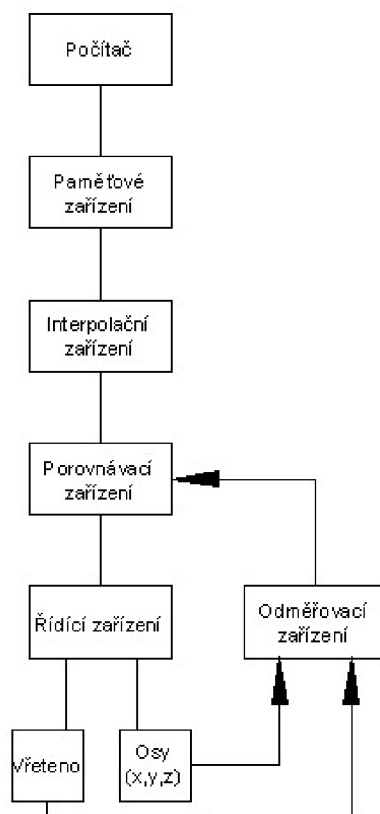 Počítač
Paměťové
zařízení
Interpolační
zařízení
Porovnávací
zařízení
Řídící zařízení
Odměřovací
zařízení
Vřeteno
Osy
(x,y,z)